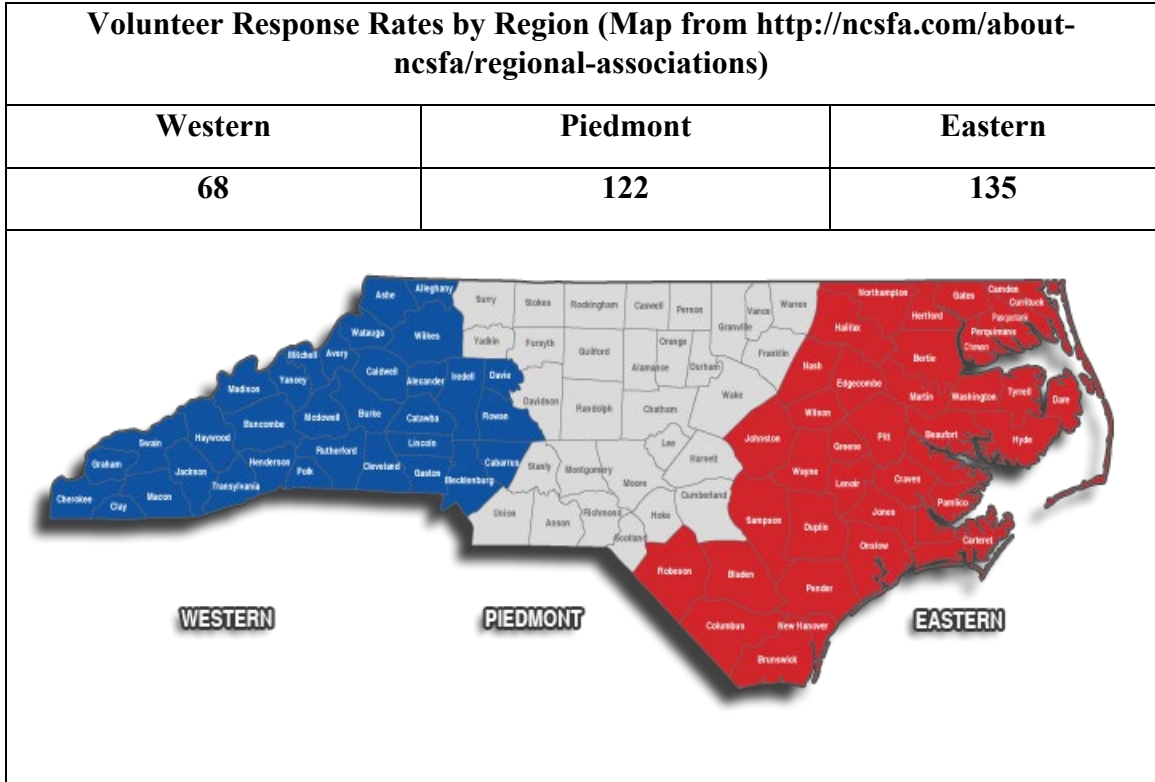 Volunteer Response Rates by Region (Map from http://ncsfa.com/about-
ncsfa/regional-associations)
Western Piedmont Eastern
68 122 135
Ashe Alleghany Surry Stokes Rockingham Caswell Person Vance Warren Northampton Gates Camden
Currituck
Granville Hertford Pasquotank
Watauga Wilkes Yadkin Forsyth Guilford Orange Halifax Perquimans
Mitchell Avery Franklin Bertie Chowan
Caldwell Alexander Iredell Davie Alamance Durham Nash
Madison Yancey Edgecombe
Davidson Wake Martin Washington Tyrrell Dare
Buncombe Mcdowell Burke Catawba Rowan Randolph Chatham Wilson
Swain Haywood Lincoln Lee Johnston Greene Pitt Beaufort Hyde
Graham Jackson Henderson Rutherford Cleveland Gaston Cabarrus Stanly Montgomery Harnett Wayne
Polk Mecklenburg Moore Lenoir Craven
Cherokee Clay Macon Transylvania Cumberland Pamlico
Union Anson Richmond Hoke Sampson Duplin Jones
Scotland Onslow Carteret
Robeson Bladen Pender
WESTERN PIEDMONT EASTERN
Columbus New Hanover
Brunswick